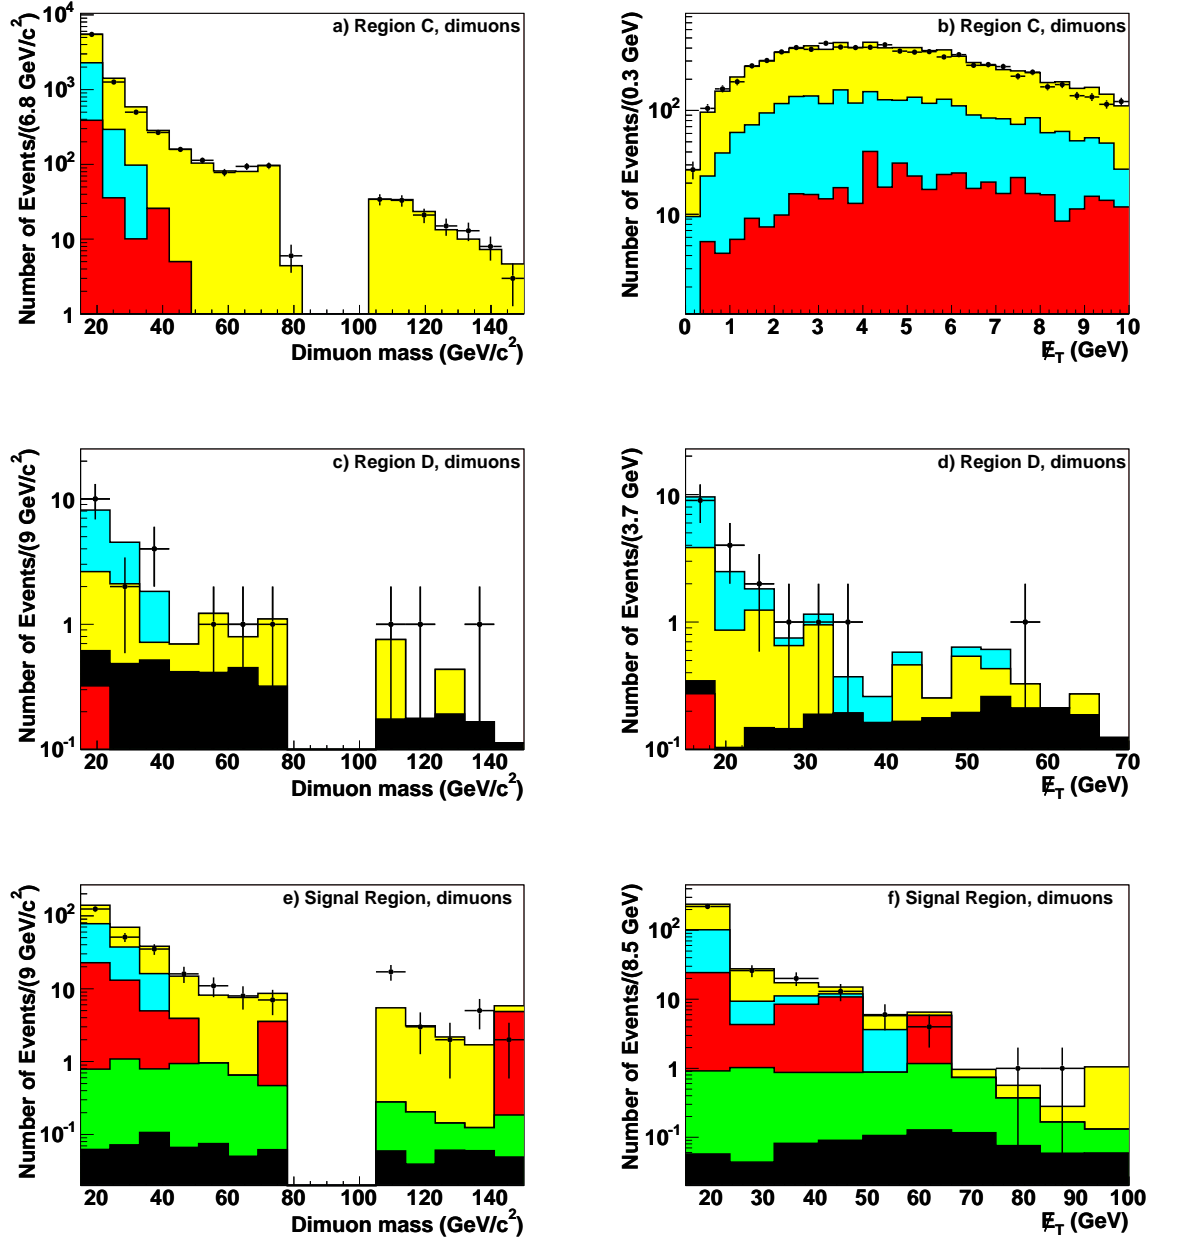 a) Region C, dimuons
Number of Events/(6.8 GeV/c²)
10⁴
10³
10²
10
1
20 40 60 80 100 120 140
Dimuon mass (GeV/c²)
b) Region C, dimuons
Number of Events/(0.3 GeV)
10²
10
0 1 2 3 4 5 6 7 8 9 10
E̸_T (GeV)
c) Region D, dimuons
Number of Events/(9 GeV/c²)
10
1
10⁻¹
20 40 60 80 100 120 140
Dimuon mass (GeV/c²)
d) Region D, dimuons
Number of Events/(3.7 GeV)
10
1
10⁻¹
20 30 40 50 60 70
E̸_T (GeV)
e) Signal Region, dimuons
Number of Events/(9 GeV/c²)
10²
10
1
10⁻¹
20 40 60 80 100 120 140
Dimuon mass (GeV/c²)
f) Signal Region, dimuons
Number of Events/(8.5 GeV)
10²
10
1
10⁻¹
20 30 40 50 60 70 80 90 100
E̸_T (GeV)